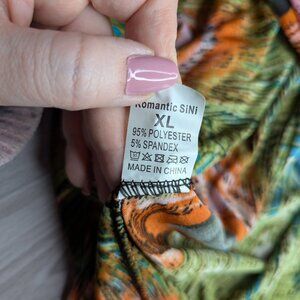 Romantic SiNi
XL
95% POLYESTER
5% SPANDEX
MADE IN CHINA